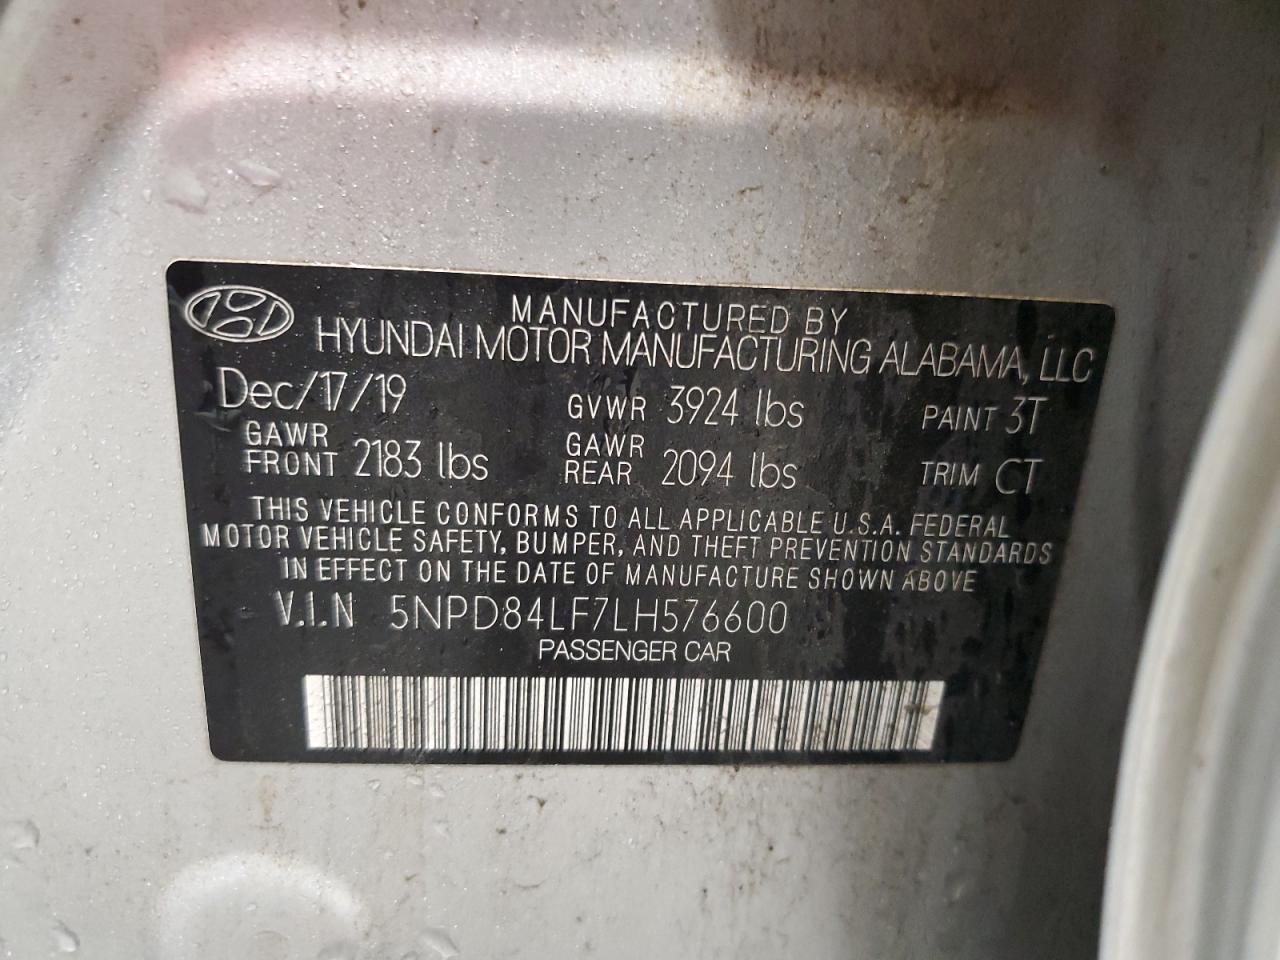 MANUFACTURED BY
HYUNDAI MOTOR MANUFACTURING ALABAMA, LLC
Dec/17/19 GVWR 3924 lbs PAINT 3T
GAWR FRONT 2183 lbs GAWR REAR 2094 lbs TRIM CT
THIS VEHICLE CONFORMS TO ALL APPLICABLE U.S.A. FEDERAL
MOTOR VEHICLE SAFETY, BUMPER, AND THEFT PREVENTION STANDARDS
IN EFFECT ON THE DATE OF MANUFACTURE SHOWN ABOVE
V.I.N 5NPD84LF7LH576600
PASSENGER CAR